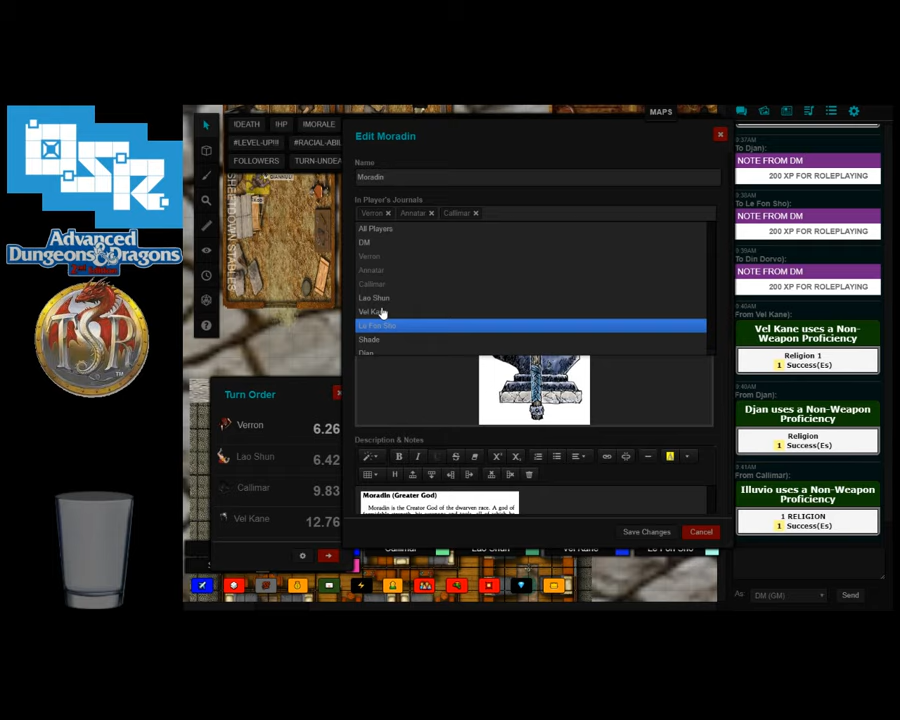 MAPS
!DEATH !HP !MORALE
#LEVEL-UP!!!
FOLLOWERS
Advanced
Dungeons & Dragons
2nd Edition
TSR
Edit Moradin
Name
Moradin
In Player's Journals
Verron Annatar Callimar
All Players
DM
Verron
Annatar
Callimar
Lao Shun
Le Fon Sho
Shade
Djan
Description & Notes
Moradin (Greater God)
Moradin is the Creator God of the dwarven race. A god of
Save Changes Cancel
Turn Order
Verron 6.26
Lao Shun 6.42
Callimar 9.83
Vel Kane 12.76
Callimar Lao Shun Vel Kane Le Fon Sho
9:37AM
To Djan):
NOTE FROM DM
200 XP FOR ROLEPLAYING
To Le Fon Sho):
NOTE FROM DM
200 XP FOR ROLEPLAYING
To Din Dorvo):
NOTE FROM DM
200 XP FOR ROLEPLAYING
From Vel Kane):
Vel Kane uses a Non-
Weapon Proficiency
Religion 1
1 Success(Es)
From Djan):
Djan uses a Non-Weapon
Proficiency
Religion
1 Success(Es)
From Callimar):
Illuvio uses a Non-Weapon
Proficiency
1 RELIGION
1 Success(Es)
As: DM (GM) Send